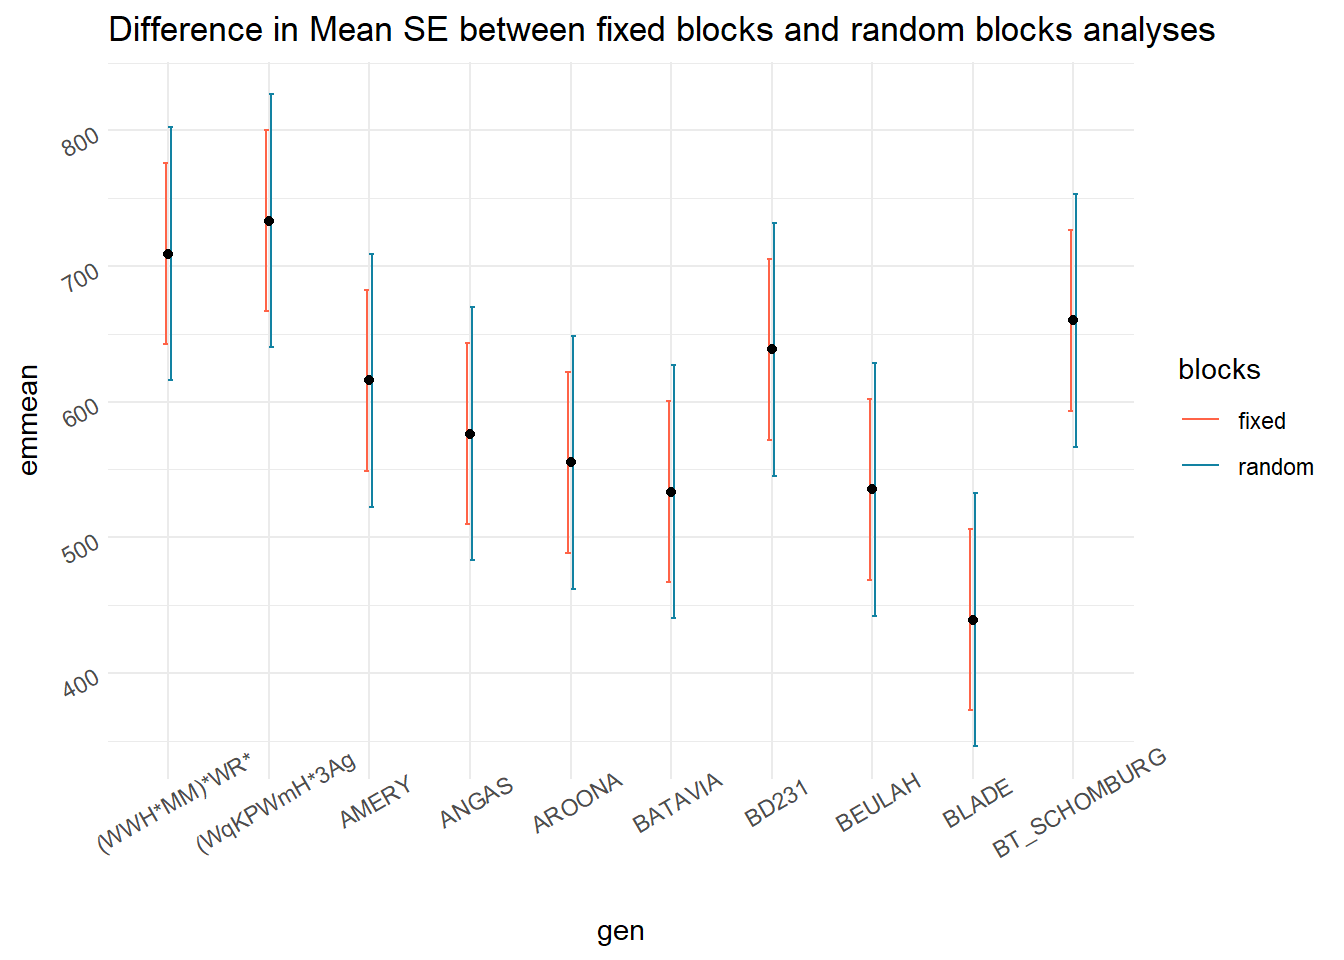 Difference in Mean SE between fixed blocks and random blocks analyses
emmean
800
700
600
500
400
(WWH*MM)*WR*
(WqKPWmH*3Ag
AMERY
ANGAS
AROONA
BATAVIA
BD231
BEULAH
BLADE
BT_SCHOMBURG
gen
blocks
fixed
random